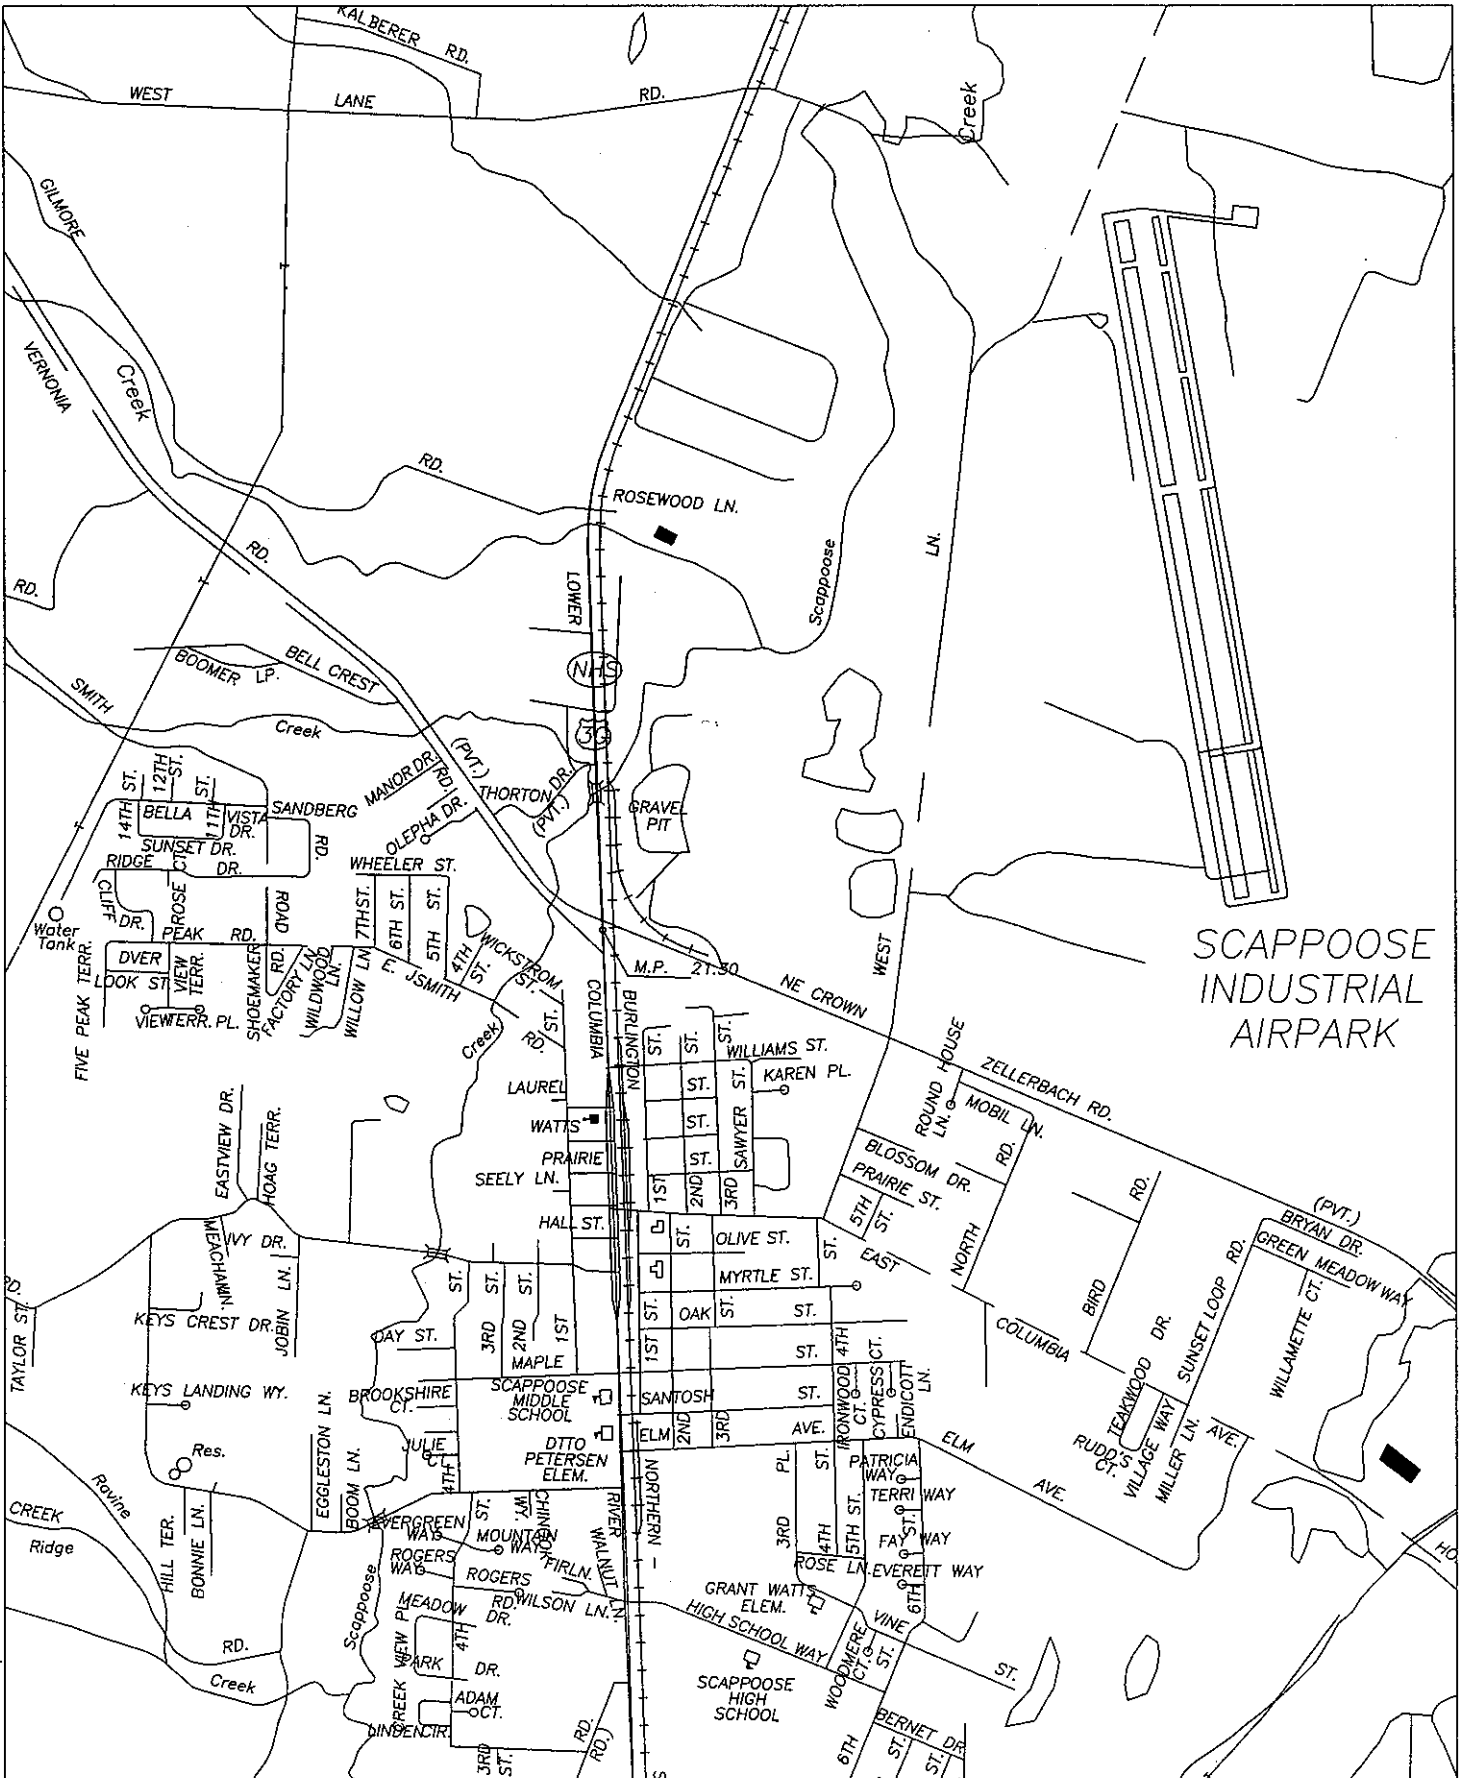 KALBERER RD.
WEST LANE RD.
Creek
GILMORE
VERNONIA
Creek
RD.
ROSEWOOD LN.
RD.
RD.
LOWER
Scappoose
LN.
NHS
30
BOOMER LP.
BELL CREST
SMITH
Creek
(PVT.)
MANOR DR.
RD.
OLEPHA DR.
THORTON DR.
(PVT.)
GRAVEL
PIT
14TH ST.
12TH ST.
11TH ST.
BELLA VISTA DR.
SANDBERG RD.
SUNSET DR.
RIDGE DR.
ROSE CT.
CLIFF DR.
WHEELER ST.
7THST.
6TH ST.
5TH ST.
4TH ST.
Water
Tank
PEAK RD.
ROAD
DVER
LOOK ST.
VIEW TERR.
VIEWTERR. PL.
FIVE PEAK TERR.
SHOEMAKER RD.
FACTORY LN.
WILDWOOD LN.
WILLOW LN.
E. JSMITH RD.
WICKSTROM ST.
Creek
M.P. 21.30
COLUMBIA
BURLINGTON
WEST
NE CROWN
ZELLERBACH RD.
(PVT.)
SCAPPOOSE
INDUSTRIAL
AIRPARK
ST.
ST.
ST.
ST.
WILLIAMS ST.
KAREN PL.
LAUREL ST.
WATTS ST.
PRAIRIE ST.
SEELY LN.
SAWYER ST.
1ST
2ND
3RD
ROUND HOUSE LN.
MOBIL LN.
BLOSSOM DR.
PRAIRIE ST.
5TH ST.
NORTH RD.
EAST
COLUMBIA AVE.
BIRD RD.
EASTVIEW DR.
HOAG TERR.
IVY DR.
JOBIN LN.
HALL ST.
ST.
OLIVE ST.
ST.
MYRTLE ST.
OAK ST.
1ST ST.
ST.
ST.
BRYAN DR.
GREEN MEADOW WAY
SUNSET LOOP RD.
WILLAMETTE CT.
TEAKWOOD DR.
RUDD'S CT.
VILLAGE WAY
MILLER LN.
RD.
TAYLOR ST.
KEYS CREST DR.
KEYS LANDING WY.
DAY ST.
ST.
3RD ST.
2ND ST.
1ST
MAPLE ST.
BROOKSHIRE CT.
SCAPPOOSE
MIDDLE
SCHOOL
SANTOSH ST.
ELM AVE.
2ND
3RD
IRONWOOD CT.
4TH
CYPRESS CT.
ENDICOTT LN.
ELM AVE.
Res.
JULIE CT.
4TH ST.
DTTO
PETERSEN
ELEM.
EGGLESTON LN.
BOOM LN.
HILL TER.
BONNIE LN.
Ravine
CREEK RD.
Ridge
Creek
Scappoose
EVERGREEN WAY
MOUNTAIN WAY
CHINOOK WY.
RIVER
NORTHERN –
WALNUT LN.
FIRLN.
ROGERS WAY
ROGERS RD.
WILSON LN.
MEADOW DR.
4TH
CREEK VIEW PL.
PARK DR.
ADAM CT.
LINDENCIR.
3RD ST.
RD.
RD.)
3RD PL.
4TH ST.
5TH ST.
PATRICIA WAY
TERRI WAY
FAY WAY
EVERETT WAY
ROSE LN.
6TH ST.
GRANT WATTS
ELEM.
HIGH SCHOOL WAY
VINE ST.
WOODMERE CT.
ST.
SCAPPOOSE
HIGH
SCHOOL
BERNET DR.
6TH
ST.
ST.